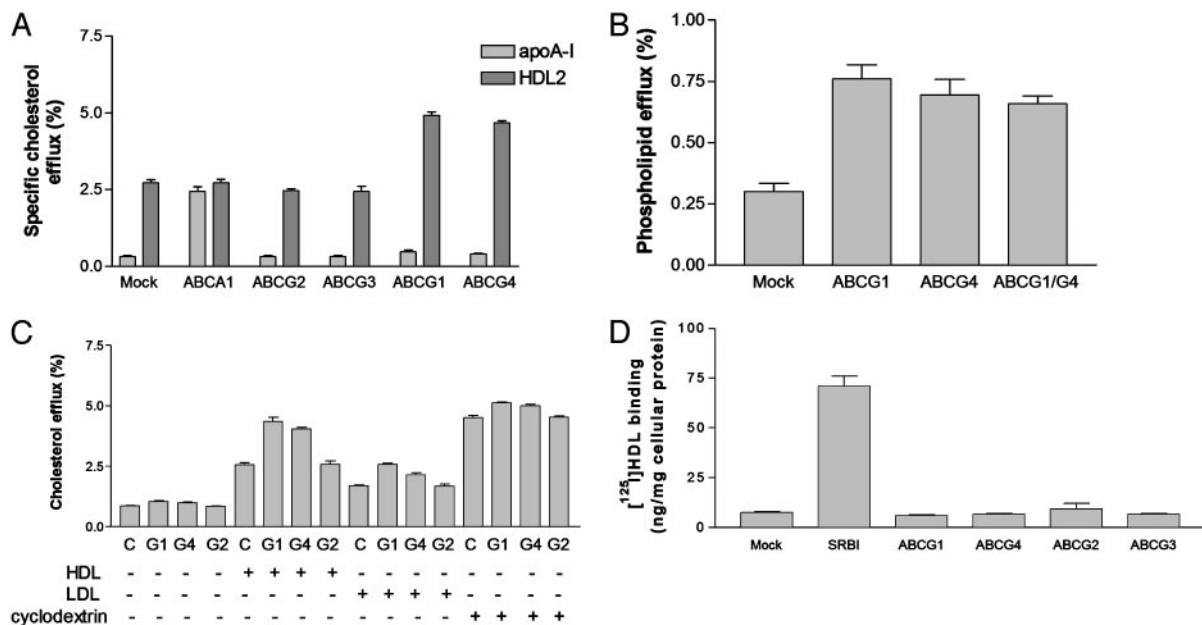 A
Specific cholesterol
efflux (%)
7.5
5.0
2.5
0.0
apoA-I
HDL2
Mock ABCA1 ABCG2 ABCG3 ABCG1 ABCG4
B
Phospholipid efflux (%)
1.00
0.75
0.50
0.25
0.00
Mock ABCG1 ABCG4 ABCG1/G4
C
Cholesterol efflux (%)
7.5
5.0
2.5
0.0
C G1 G4 G2 C G1 G4 G2 C G1 G4 G2 C G1 G4 G2
HDL - - - - + + + + - - - - - - - -
LDL - - - - - - - - + + + + - - - -
cyclodextrin - - - - - - - - - - - - + + + +
D
[125I]HDL binding
(ng/mg cellular protein)
100
75
50
25
0
Mock SRBI ABCG1 ABCG4 ABCG2 ABCG3